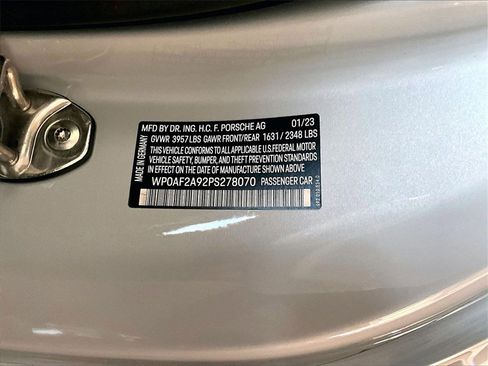 MADE IN GERMANY
MFD BY DR. ING. H.C. F. PORSCHE AG 01/23
GVWR 3957LBS GAWR FRONT/REAR 1631/2348 LBS
THIS VEHICLE CONFORMS TO ALL APPLICABLE U.S.FEDERAL MOTOR
VEHICLE SAFETY, BUMPER, AND THEFT PREVENTION STANDARDS
IN EFFECT ON THE DATE OF MANUFACTURE SHOWN ABOVE
WP0AF2A92PS278070 PASSENGER CAR